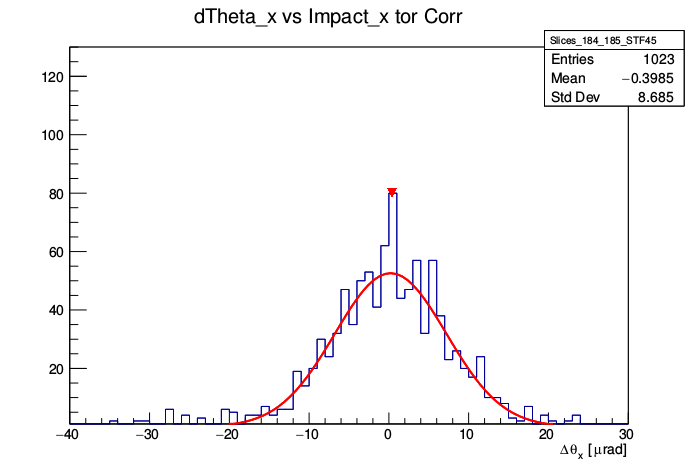 dTheta_x vs Impact_x tor Corr
Slices_184_185_STF45
Entries 1023
Mean −0.3985
Std Dev 8.685
120
100
80
60
40
20
−40 −30 −20 −10 0 10 20 30
Δθx [μrad]